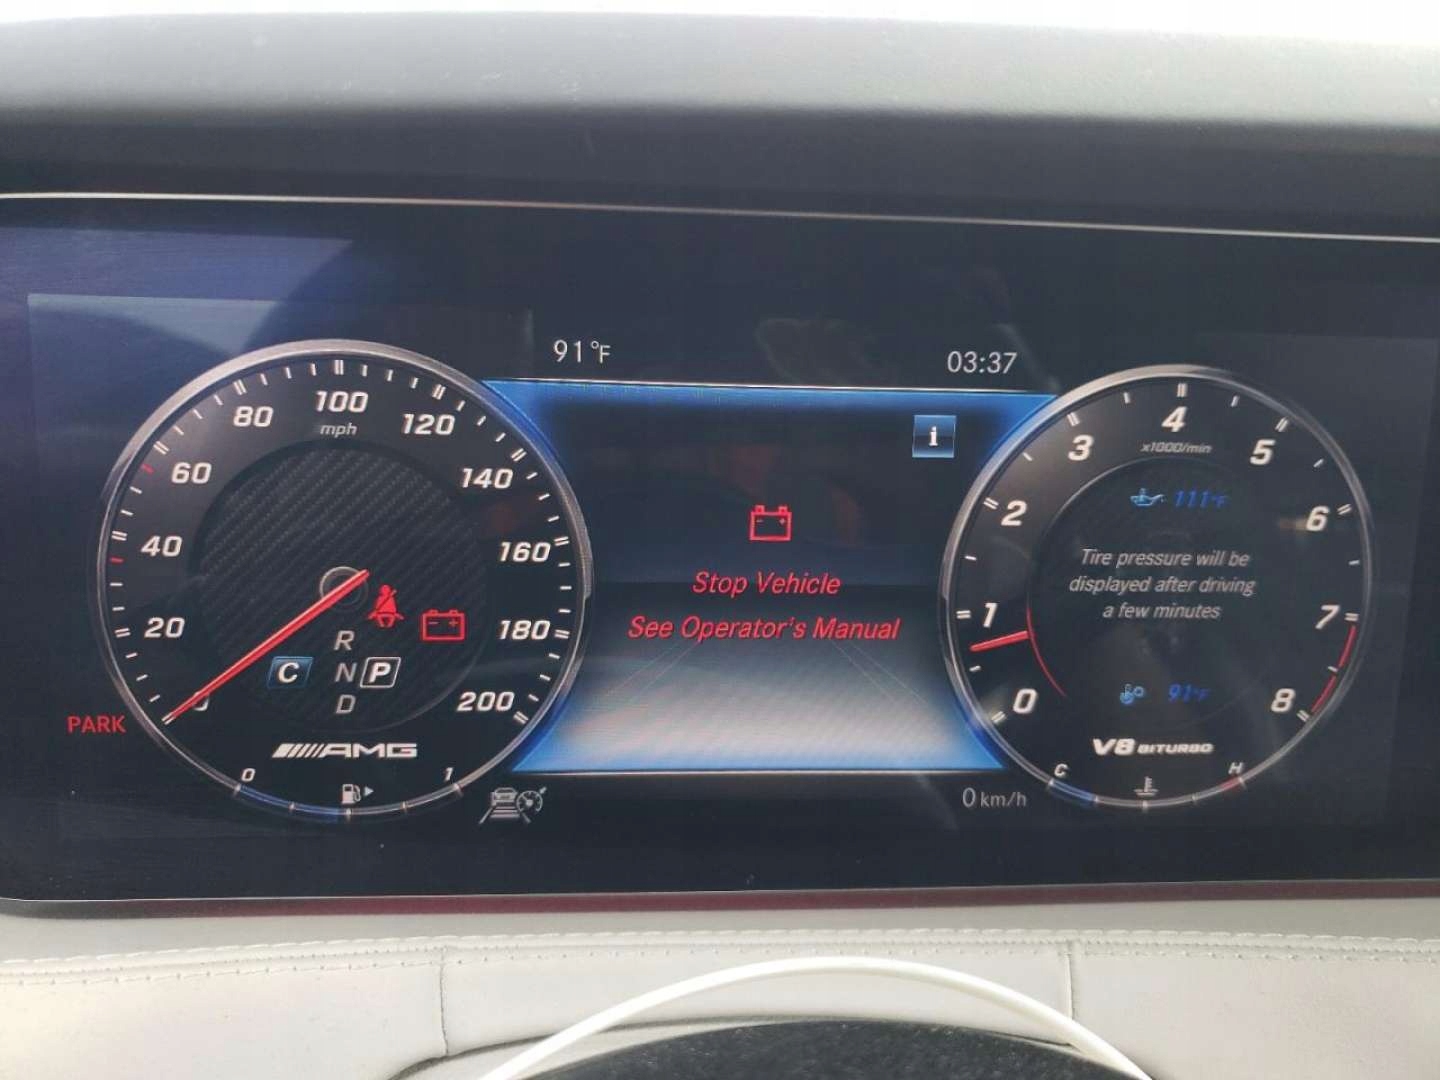 91°F
03:37
80 100 120
mph
60 140
40 160
20 180
0 200
R
C N P
D
PARK
AMG
0 1
i
Stop Vehicle
See Operator's Manual
0 km/h
3 4 5
x1000/min
2 6
1 7
0 8
111°F
Tire pressure will be
displayed after driving
a few minutes
91°F
V8 BITURBO
C H